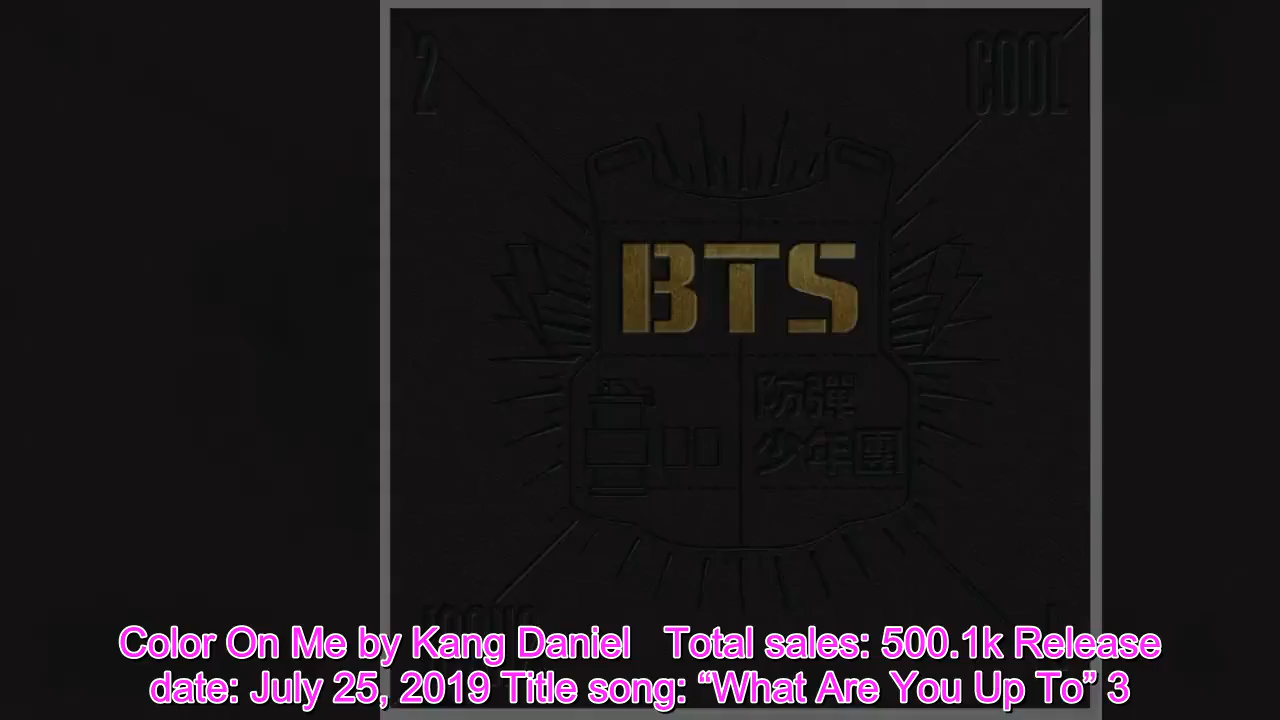 2
COOL
BTS
防彈
少年團
Color On Me by Kang Daniel Total sales: 500.1k Release
date: July 25, 2019 Title song: “What Are You Up To” 3